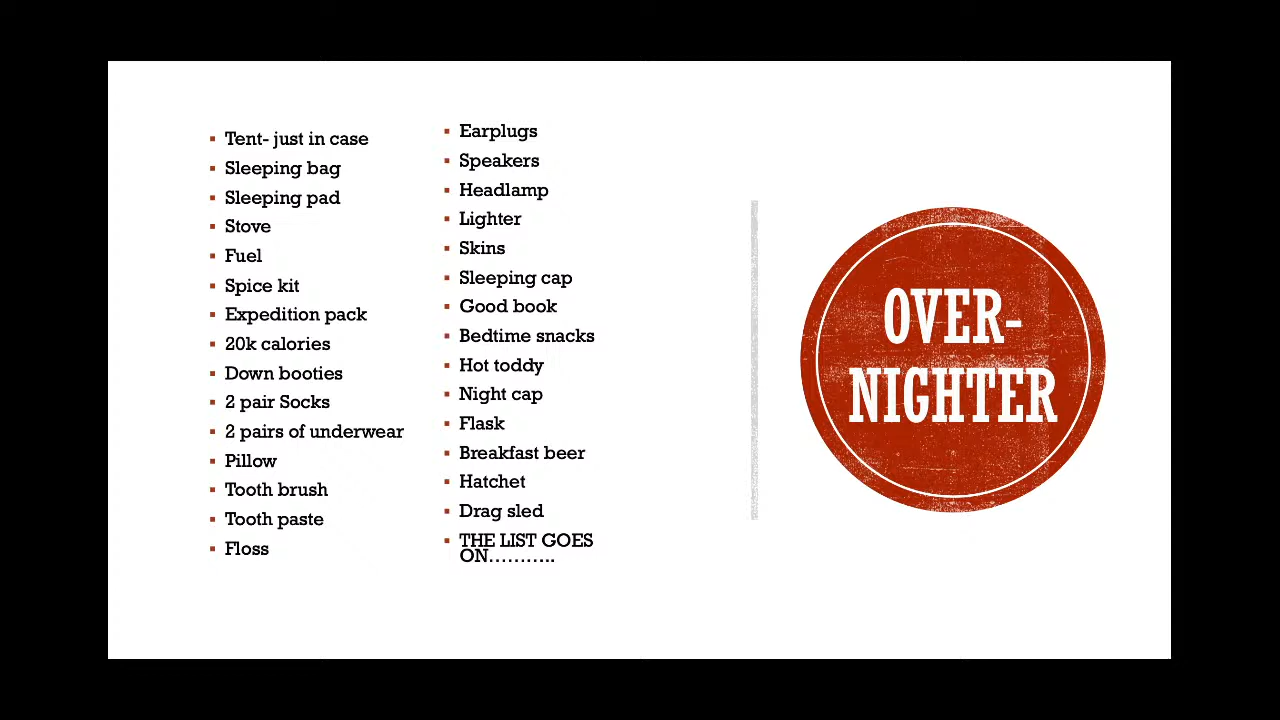 Tent- just in case
Sleeping bag
Sleeping pad
Stove
Fuel
Spice kit
Expedition pack
20k calories
Down booties
2 pair Socks
2 pairs of underwear
Pillow
Tooth brush
Tooth paste
Floss
Earplugs
Speakers
Headlamp
Lighter
Skins
Sleeping cap
Good book
Bedtime snacks
Hot toddy
Night cap
Flask
Breakfast beer
Hatchet
Drag sled
THE LIST GOES
ON………..
OVER-
NIGHTER